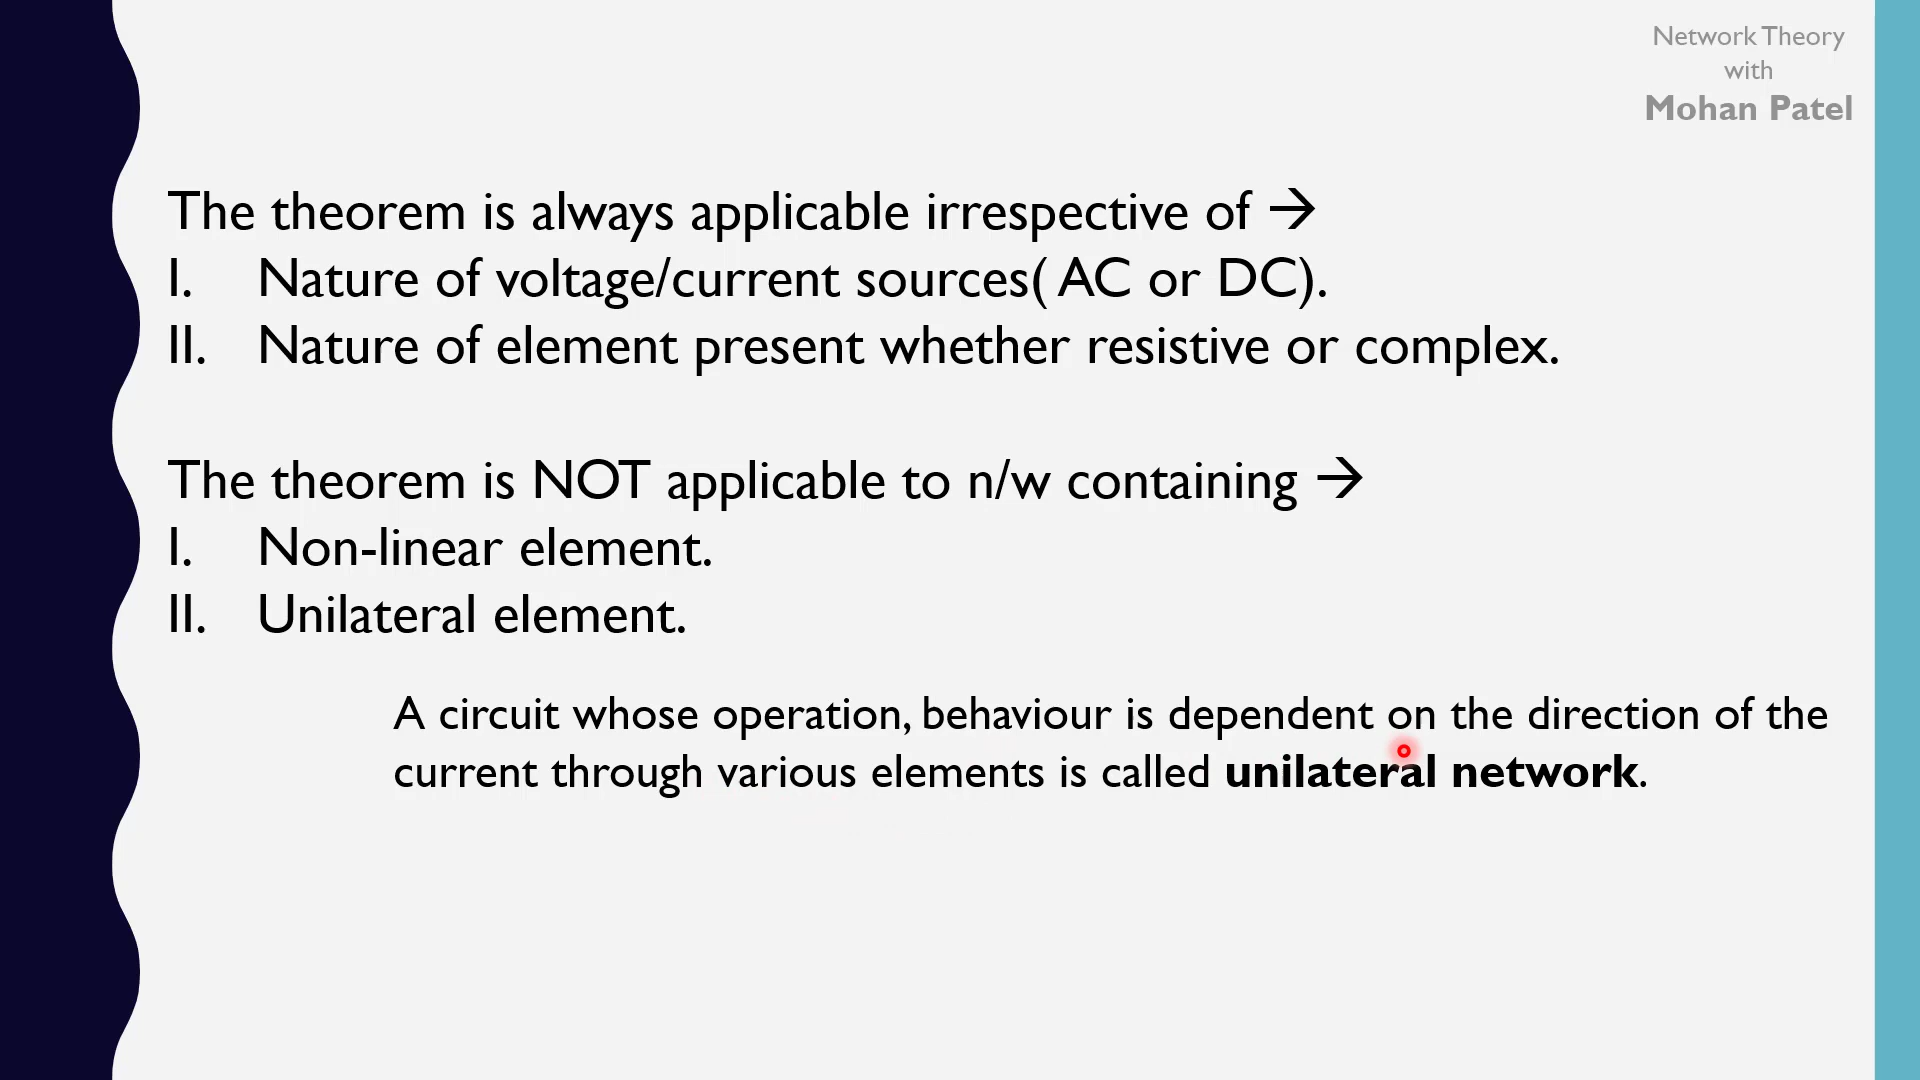 Network Theory
with
Mohan Patel
The theorem is always applicable irrespective of →
I. Nature of voltage/current sources( AC or DC).
II. Nature of element present whether resistive or complex.
The theorem is NOT applicable to n/w containing →
I. Non-linear element.
II. Unilateral element.
A circuit whose operation, behaviour is dependent on the direction of the
current through various elements is called unilateral network.